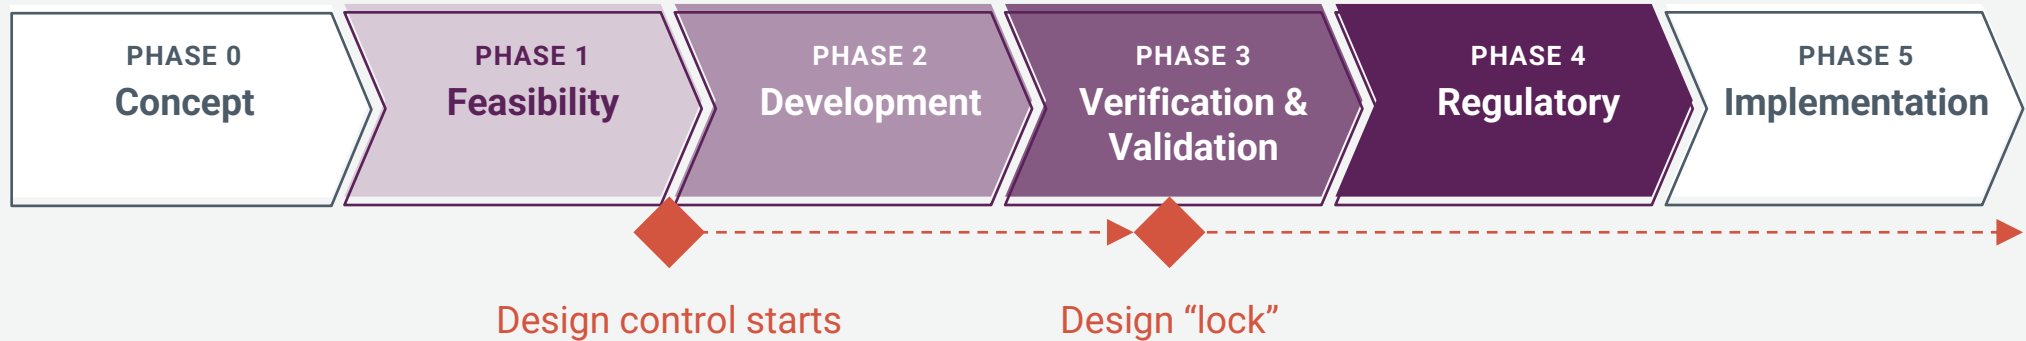 PHASE 0
Concept
PHASE 1
Feasibility
PHASE 2
Development
PHASE 3
Verification &
Validation
PHASE 4
Regulatory
PHASE 5
Implementation
Design control starts
Design “lock”